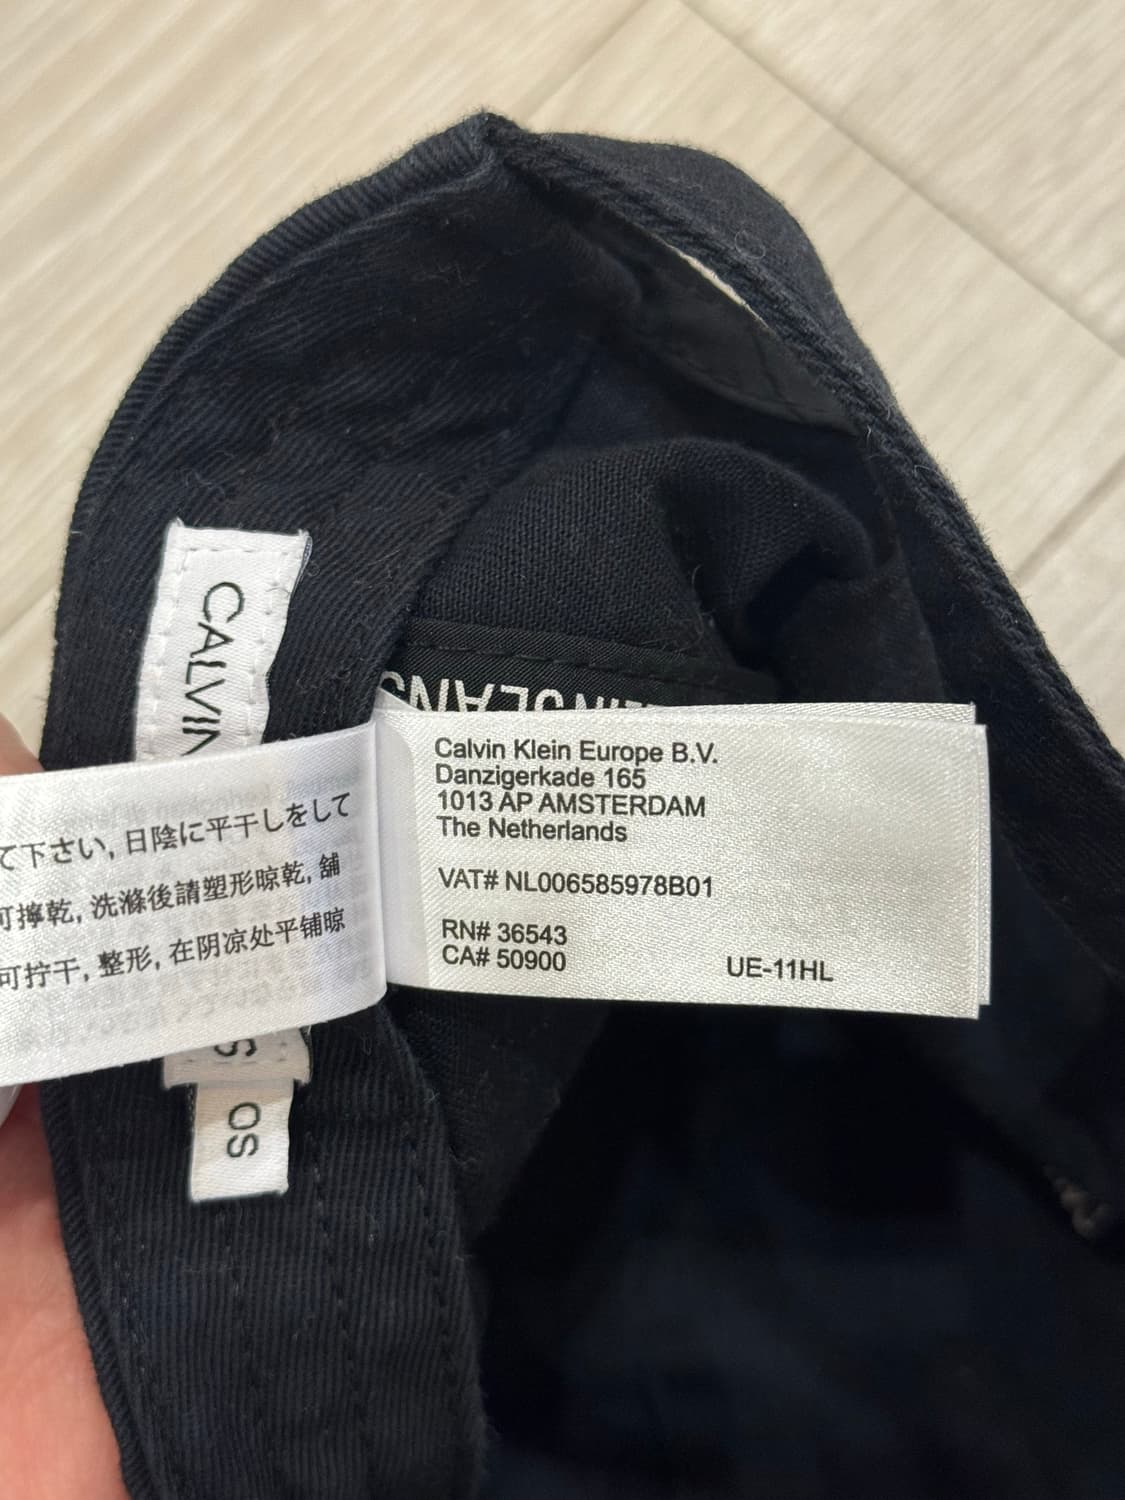 CALVIN
S
OS
JEANS
て下さい, 日陰に平干しをして
可擰乾, 洗滌後請塑形晾乾, 舖
可拧干, 整形, 在阴凉处平铺晾
Calvin Klein Europe B.V.
Danzigerkade 165
1013 AP AMSTERDAM
The Netherlands
VAT# NL006585978B01
RN# 36543
CA# 50900
UE-11HL